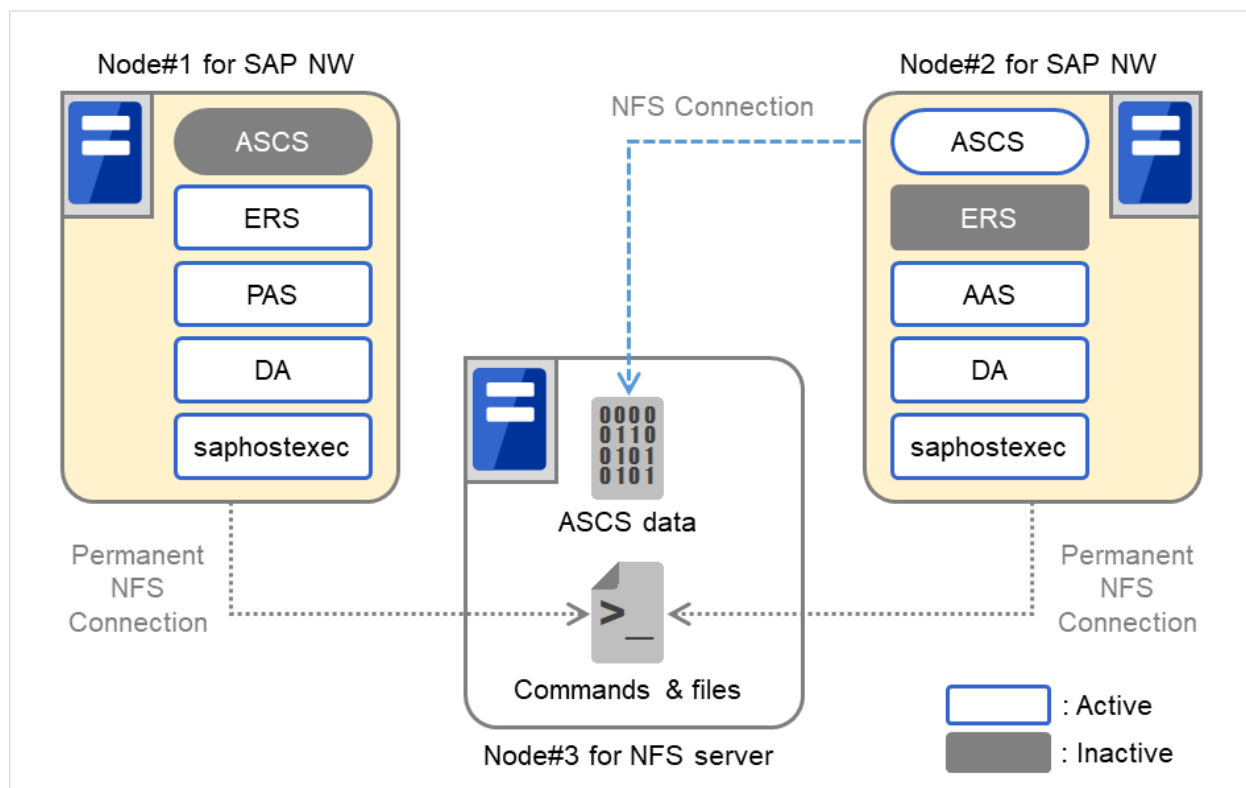 Node#1 for SAP NW
ASCS
ERS
PAS
DA
saphostexec
Permanent
NFS
Connection
NFS Connection
Node#2 for SAP NW
ASCS
ERS
AAS
DA
saphostexec
Permanent
NFS
Connection
0000
0110
0101
0101
ASCS data
>_
Commands & files
Node#3 for NFS server
: Active
: Inactive